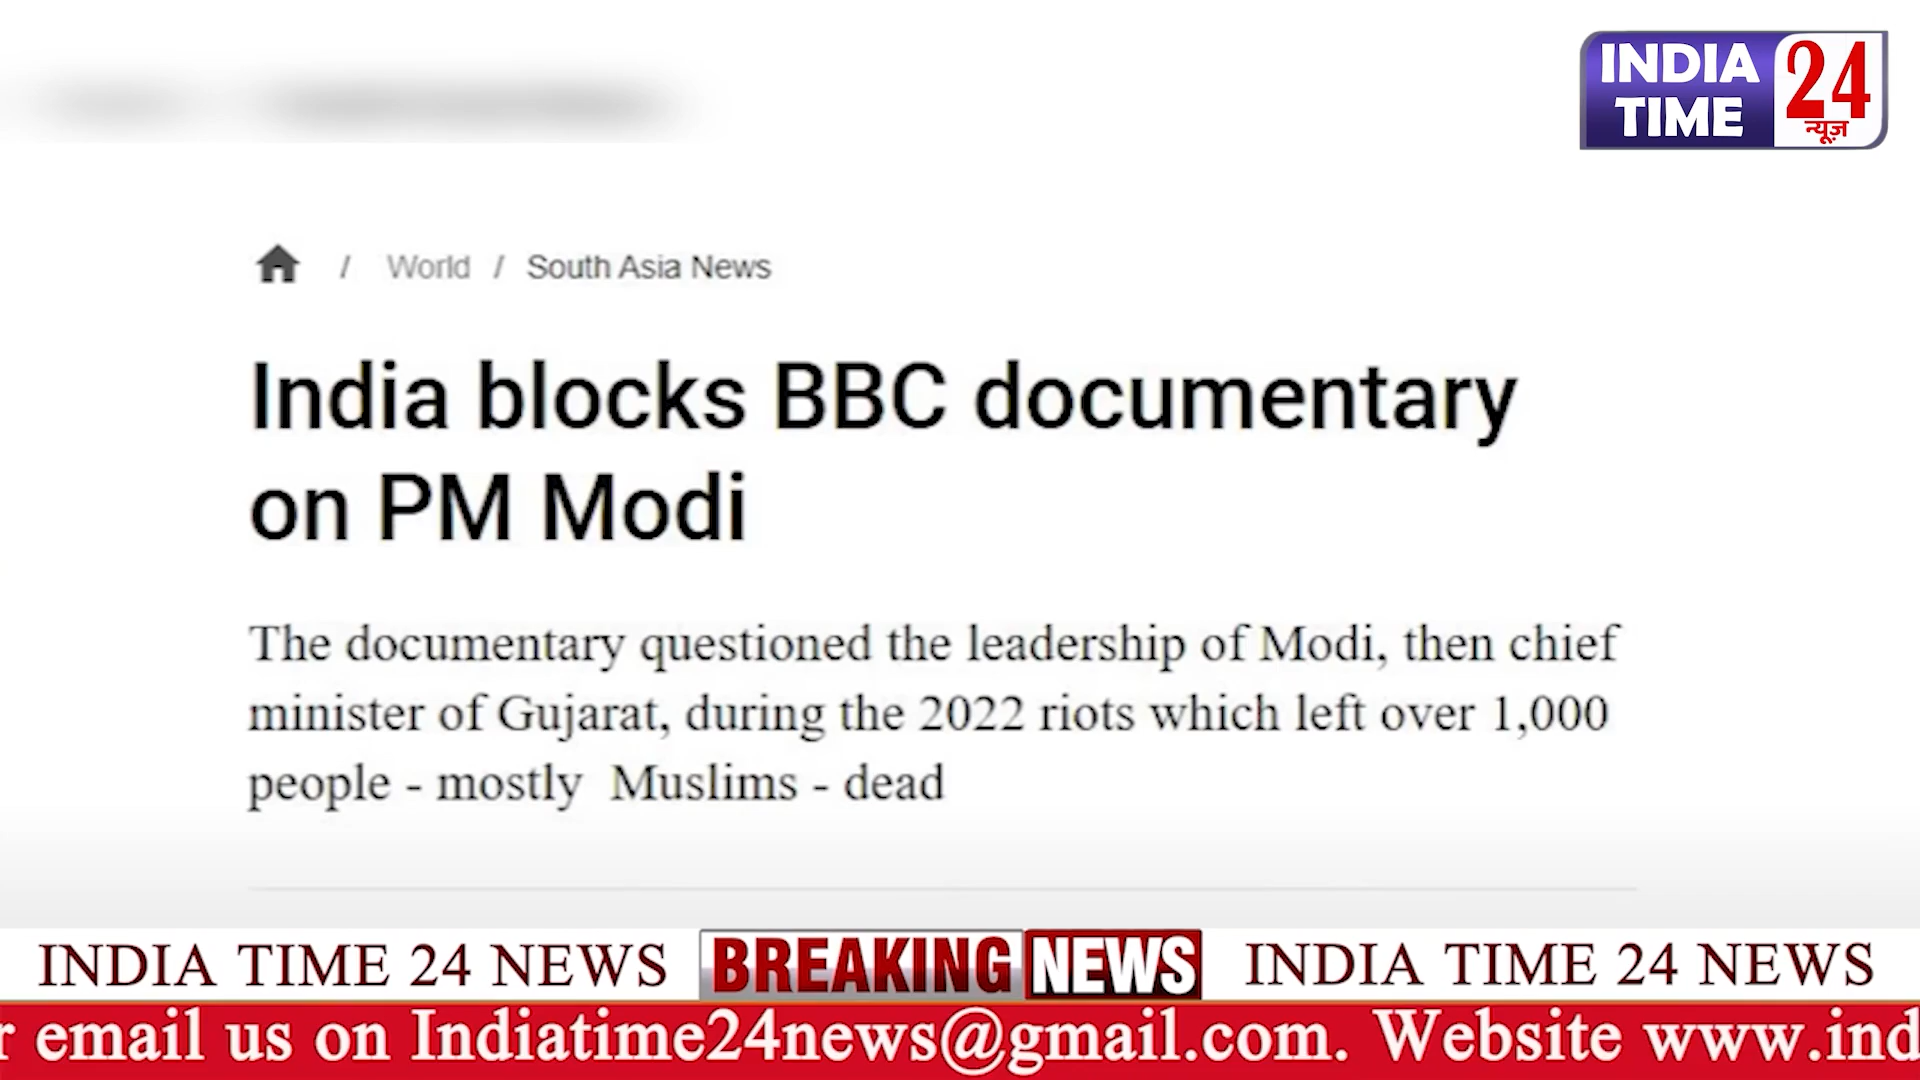 INDIA
TIME
24
न्यूज़
/ World / South Asia News
India blocks BBC documentary
on PM Modi
The documentary questioned the leadership of Modi, then chief
minister of Gujarat, during the 2022 riots which left over 1,000
people - mostly Muslims - dead
INDIA TIME 24 NEWS BREAKING NEWS INDIA TIME 24 NEWS
r email us on Indiatime24news@gmail.com. Website www.ind